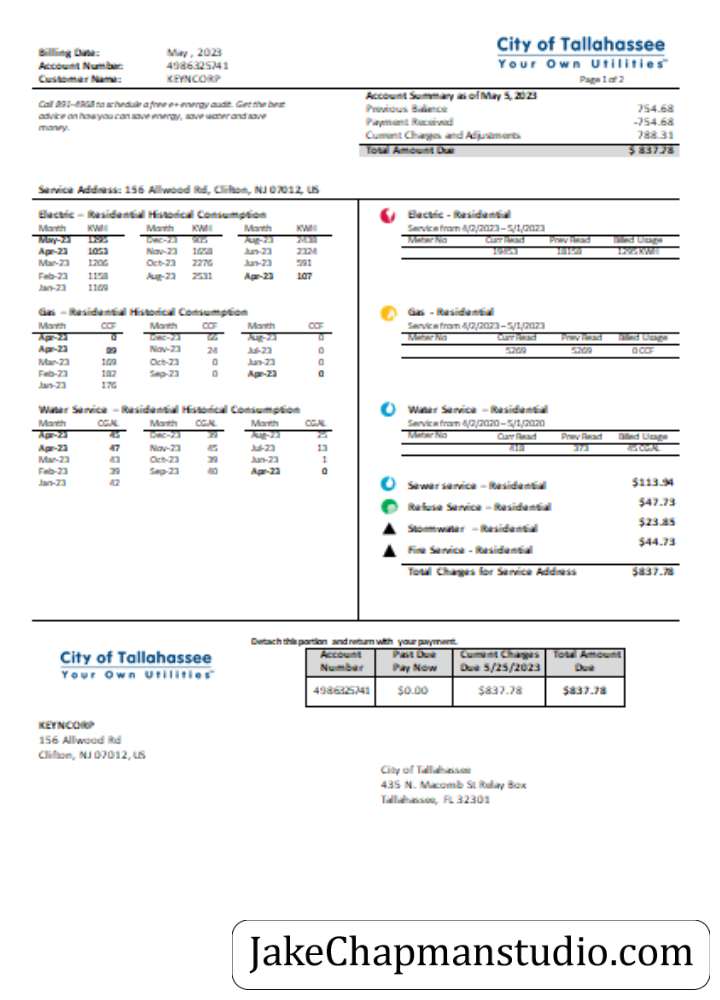 City of Tallahassee
Your Own Utilities™
Page 1 of 2
Billling Date: May , 2023
Account Number: 4986325741
Customer Name: KEYNCORP
Call 891-4968 to schedule a free e+ energy audit. Get the best
advice on how you can save energy, save water and save
money.
Account Summary as of May 5, 2023
Previous Balance 754.68
Payment Received -754.68
Current Charges and Adjustments 788.31
Total Amount Due $ 837.78
Service Address: 156 Allwood Rd, Clifton, NJ 07012, US
Electric – Residential Historical Consumption
Month KWH Month KWH Month KWH
May-23 1295 Dec-23 905 Aug-23 2438
Apr-23 1053 Nov-23 1658 Jun-23 2324
Mar-23 1206 Oct-23 2276 Jun-23 591
Feb-23 1158 Aug-23 2531 Apr-23 107
Jan-23 1169
Gas – Residential Historical Consumption
Month CCF Month CCF Month CCF
Apr-23 0 Dec-23 66 Aug-23 0
Apr-23 89 Nov-23 24 Jul-23 0
Mar-23 169 Oct-23 0 Jun-23 0
Feb-23 182 Sep-23 0 Apr-23 0
Jan-23 176
Water Service – Residential Historical Consumption
Month CGAL Month CGAL Month CGAL
Apr-23 45 Dec-23 39 Aug-23 25
Apr-23 47 Nov-23 45 Jul-23 13
Mar-23 43 Oct-23 39 Jun-23 1
Feb-23 39 Sep-23 40 Apr-23 0
Jan-23 42
Electric - Residential
Service from 4/2/2023 – 5/1/2023
Meter No Curr Read Prev Read Billed Usage
19453 18158 1295 KWH
Gas - Residential
Service from 4/2/2023 – 5/1/2023
Meter No Curr Read Prev Read Billed Usage
5269 5269 0 CCF
Water Service – Residential
Service from 4/2/2020 – 5/1/2020
Meter No Curr Read Prev Read Billed Usage
418 373 45 CGAL
Sewer service – Residential $113.94
Refuse Service – Residential $47.73
Stormwater – Residential $23.85
Fire Service - Residential $44.73
Total Charges for Service Address $837.78
Detach this portion and return with your payment.
City of Tallahassee
Your Own Utilities™
Account Number Past Due Pay Now Current Charges Due 5/25/2023 Total Amount Due
4986325741 $0.00 $837.78 $837.78
KEYNCORP
156 Allwood Rd
Clifton, NJ 07012, US
City of Tallahassee
435 N. Macomb St Relay Box
Tallahassee, FL 32301
JakeChapmanstudio.com